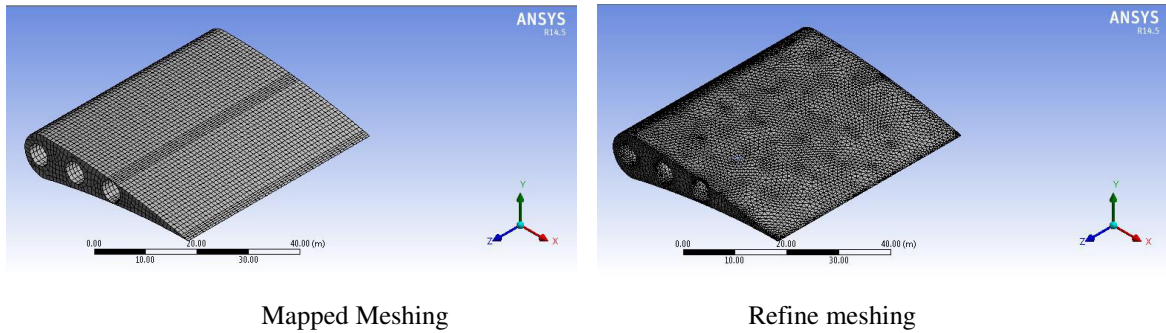 ANSYS
R14.5
Y
Z
X
0.00 20.00 40.00 (m)
10.00 30.00
ANSYS
R14.5
Y
Z
X
0.00 20.00 40.00 (m)
10.00 30.00
Mapped Meshing
Refine meshing